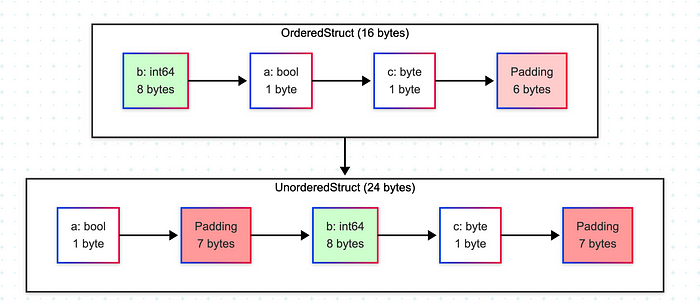 OrderedStruct (16 bytes)
b: int64
8 bytes
a: bool
1 byte
c: byte
1 byte
Padding
6 bytes
UnorderedStruct (24 bytes)
a: bool
1 byte
Padding
7 bytes
b: int64
8 bytes
c: byte
1 byte
Padding
7 bytes